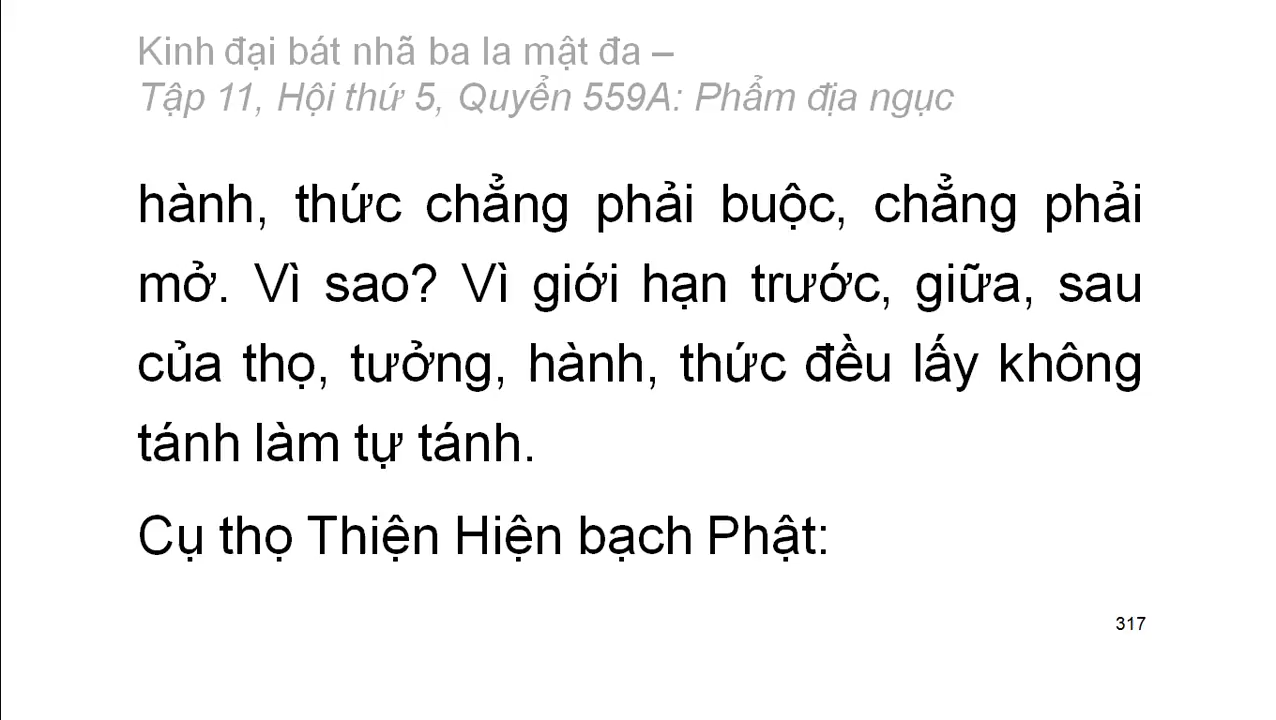 Kinh đại bát nhã ba la mật đa –
Tập 11, Hội thứ 5, Quyển 559A: Phẩm địa ngục
hành, thức chẳng phải buộc, chẳng phải
mở. Vì sao? Vì giới hạn trước, giữa, sau
của thọ, tưởng, hành, thức đều lấy không
tánh làm tự tánh.
Cụ thọ Thiện Hiện bạch Phật:
317